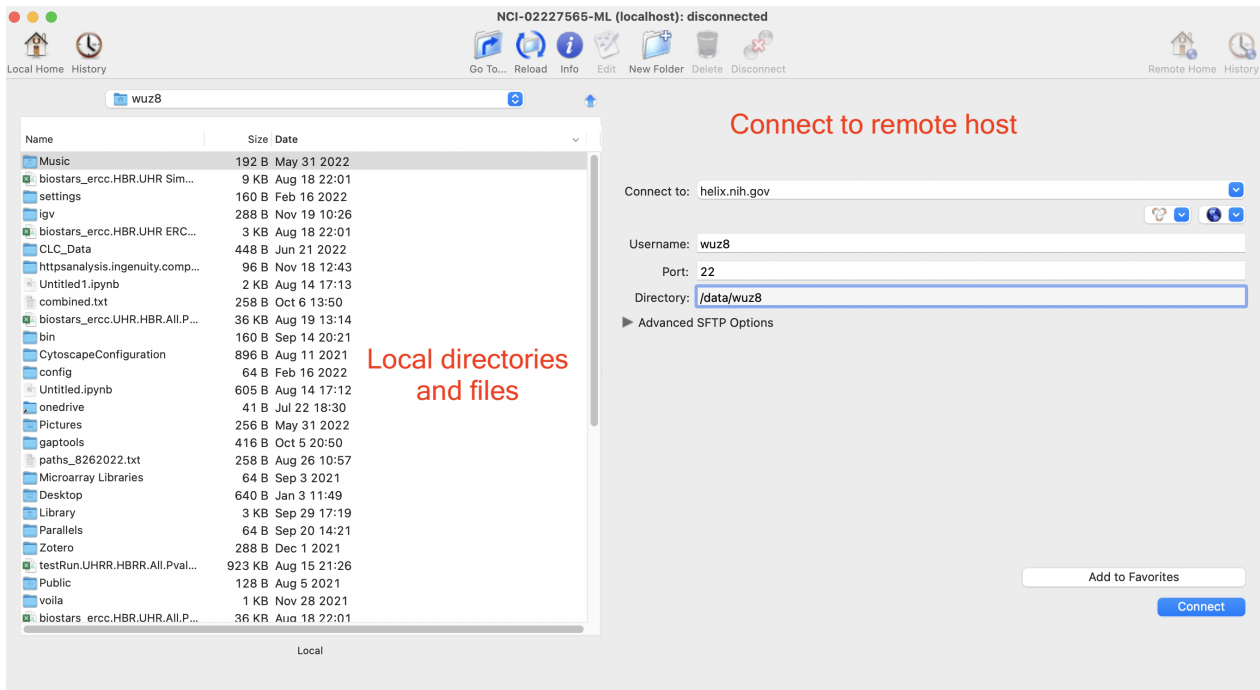 NCI-02227565-ML (localhost): disconnected
Local Home History Go To... Reload Info Edit New Folder Delete Disconnect Remote Home History
wuz8
Connect to remote host
Name Size Date
Music 192 B May 31 2022
biostars_ercc.HBR.UHR Sim... 9 KB Aug 18 22:01
settings 160 B Feb 16 2022
igv 288 B Nov 19 10:26
biostars_ercc.HBR.UHR ERC... 3 KB Aug 18 22:01
CLC_Data 448 B Jun 21 2022
httpsanalysis.ingenuity.comp... 96 B Nov 18 12:43
Untitled1.ipynb 2 KB Aug 14 17:13
combined.txt 258 B Oct 6 13:50
biostars_ercc.UHR.HBR.All.P... 36 KB Aug 19 13:14
bin 160 B Sep 14 20:21
CytoscapeConfiguration 896 B Aug 11 2021
config 64 B Feb 16 2022
Untitled.ipynb 605 B Aug 14 17:12
onedrive 41 B Jul 22 18:30
Pictures 256 B May 31 2022
gaptools 416 B Oct 5 20:50
paths_8262022.txt 258 B Aug 26 10:57
Microarray Libraries 64 B Sep 3 2021
Desktop 640 B Jan 3 11:49
Library 3 KB Sep 29 17:19
Parallels 64 B Sep 20 14:21
Zotero 288 B Dec 1 2021
testRun.UHRR.HBRR.All.Pval... 923 KB Aug 15 21:26
Public 128 B Aug 5 2021
voila 1 KB Nov 28 2021
biostars_ercc.HBR.UHR.All.P... 36 KB Aug 18 22:01
Local directories
and files
Local
Connect to: helix.nih.gov
Username: wuz8
Port: 22
Directory: /data/wuz8
Advanced SFTP Options
Add to Favorites
Connect